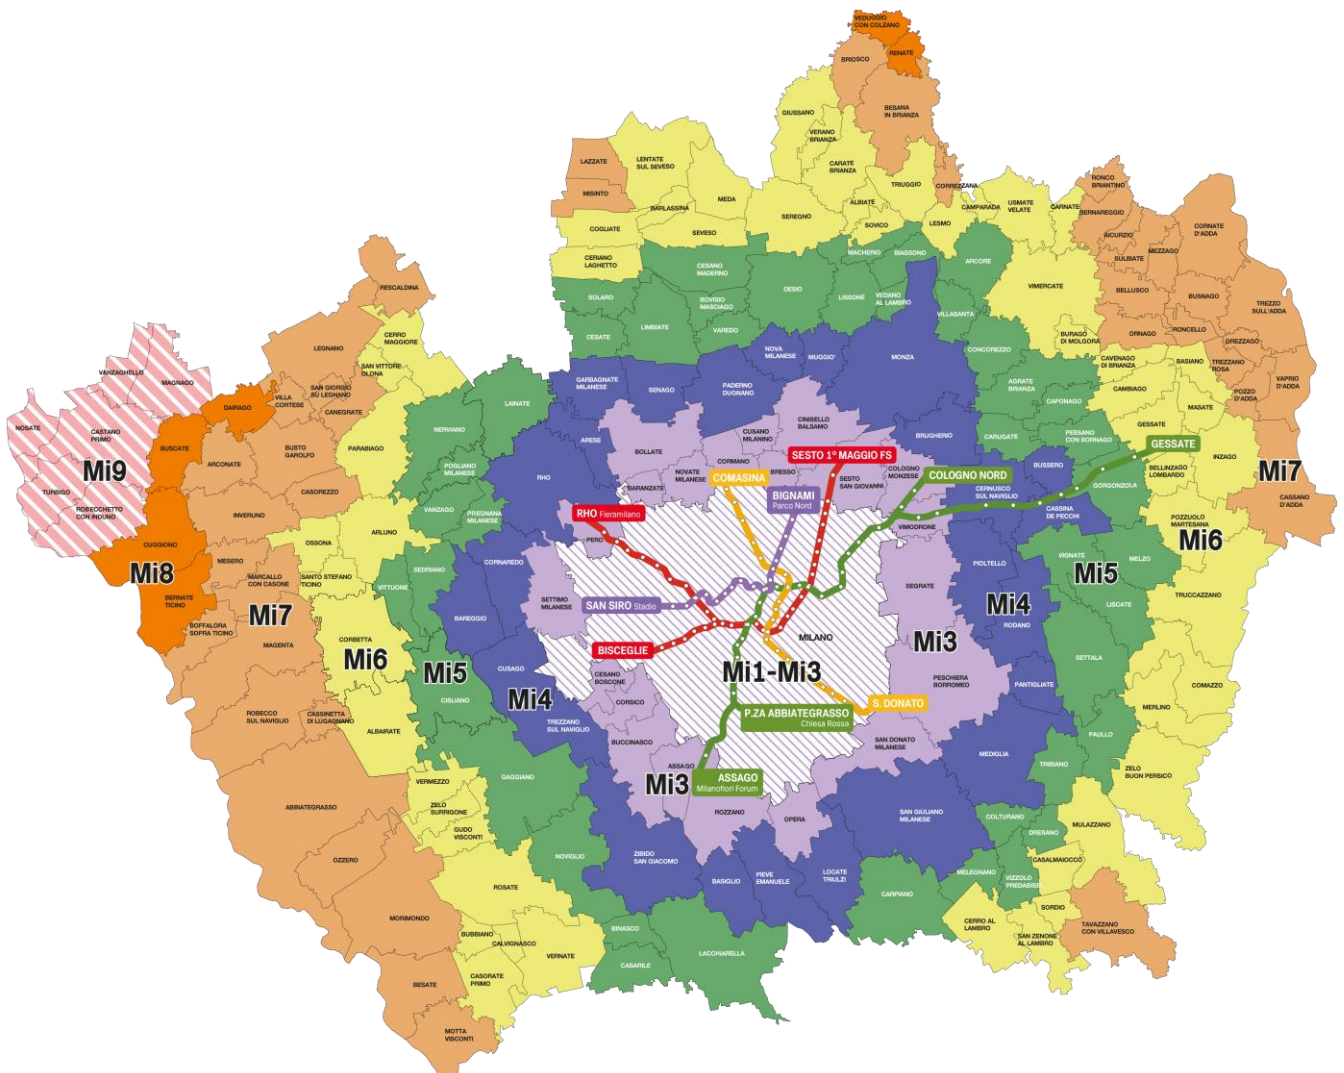 VEDUGGIO
CON COLZANO
RENATE
BRIOSCO
BESANA
IN BRIANZA
GIUSSANO
VERANO
BRIANZA
CARATE
BRIANZA
TRIUGGIO
CORREZZANA
LAZZATE
MISINTO
LENTATE
SUL SEVESO
MEDA
BARLASSINA
COGLIATE
SEVESO
SEREGNO
ALBIATE
SOVICO
LESMO
CAMPARADA
USMATE
VELATE
CARNATE
RONCO
BRIANTINO
BERNAREGGIO
AICURZIO
SULBIATE
MEZZAGO
CORNATE
D'ADDA
BELLUSCO
BUSNAGO
TREZZO
SULL'ADDA
ORNAGO
RONCELLO
GREZZAGO
TREZZANO
ROSA
POZZO
D'ADDA
VAPRIO
D'ADDA
CERIANO
LAGHETTO
CESANO
MADERNO
MACHERIO
BIASSONO
ARCORE
VIMERCATE
SOLARO
BOVISIO
MASCIAGO
DESIO
LISSONE
VEDANO
AL LAMBRO
VILLASANTA
CESATE
LIMBIATE
VAREDO
CONCOREZZO
BURAGO
DI MOLGORA
CAVENAGO
DI BRIANZA
BASIANO
CAMBIAGO
MASATE
AGRATE
BRIANZA
CAPONAGO
GESSATE
RESCALDINA
CERRO
MAGGIORE
LEGNANO
SAN VITTORE
OLONA
SAN GIORGIO
SU LEGNANO
VILLA
CORTESE
CANEGRATE
DAIRAGO
VANZAGHELLO
MAGNAGO
NOSATE
CASTANO
PRIMO
Mi9
TURBIGO
ROBECCHETTO
CON INDUNO
BUSCATE
ARCONATE
BUSTO
GAROLFO
PARABIAGO
CASOREZZO
INVERUNO
CUGGIONO
Mi8
BERNATE
TICINO
MESERO
MARCALLO
CON CASONE
Mi7
BOFFALORA
SOPRA TICINO
MAGENTA
OSSONA
ARLUNO
SANTO STEFANO
TICINO
CORBETTA
Mi6
ROBECCO
SUL NAVIGLIO
CASSINETTA
DI LUGAGNANO
ALBAIRATE
NERVIANO
LAINATE
POGLIANO
MILANESE
VANZAGO
PREGNANA
MILANESE
SEDRIANO
VITTUONE
Mi5
CISLIANO
GARBAGNATE
MILANESE
SENAGO
PADERNO
DUGNANO
NOVA
MILANESE
MUGGIO'
MONZA
ARESE
RHO
CORNAREDO
BAREGGIO
CUSAGO
Mi4
TREZZANO
SUL NAVIGLIO
BOLLATE
BARANZATE
NOVATE
MILANESE
CORMANO
CUSANO
MILANINO
CINISELLO
BALSAMO
BRESSO
SESTO
SAN GIOVANNI
COLOGNO
MONZESE
VIMODRONE
BRUGHERIO
CARUGATE
PESSANO
CON BORNAGO
BUSSERO
CERNUSCO
SUL NAVIGLIO
CASSINA
DE PECCHI
GORGONZOLA
BELLINZAGO
LOMBARDO
INZAGO
GESSATE
Mi7
CASSANO
D'ADDA
POZZUOLO
MARTESANA
Mi6
SESTO 1° MAGGIO FS
COMASINA
BIGNAMI
Parco Nord
COLOGNO NORD
RHO Fieramilano
PERO
SETTIMO
MILANESE
SAN SIRO Stadio
BISCEGLIE
MILANO
Mi1-Mi3
S. DONATO
P.ZA ABBIATEGRASSO
Chiesa Rossa
ASSAGO
Milanofiori Forum
CESANO
BOSCONE
CORSICO
BUCCINASCO
ASSAGO
Mi3
ROZZANO
OPERA
SAN DONATO
MILANESE
SEGRATE
Mi3
PESCHIERA
BORROMEO
PIOLTELLO
Mi4
RODANO
PANTIGLIATE
MEDIGLIA
VIGNATE
MELZO
Mi5
LISCATE
SETTALA
TRUCCAZZANO
COMAZZO
MERLINO
PAULLO
TRIBIANO
ZELO
BUON PERSICO
MULAZZANO
COLTURANO
DRESANO
CASALMAIOCCO
MELEGNANO
VIZZOLO
PREDABISSI
SORDIO
TAVAZZANO
CON VILLAVESCO
CERRO AL
LAMBRO
SAN ZENONE
AL LAMBRO
SAN GIULIANO
MILANESE
CARPIANO
LOCATE
TRIULZI
PIEVE
EMANUELE
BASIGLIO
ZIBIDO
SAN GIACOMO
LACCHIARELLA
BINASCO
CASARILE
NOVIGLIO
GAGGIANO
VERMEZZO
ZELO
SURRIGONE
GUDO
VISCONTI
ABBIATEGRASSO
OZZERO
ROSATE
MORIMONDO
BUBBIANO
CALVIGNASCO
VERNATE
CASORATE
PRIMO
BESATE
MOTTA
VISCONTI